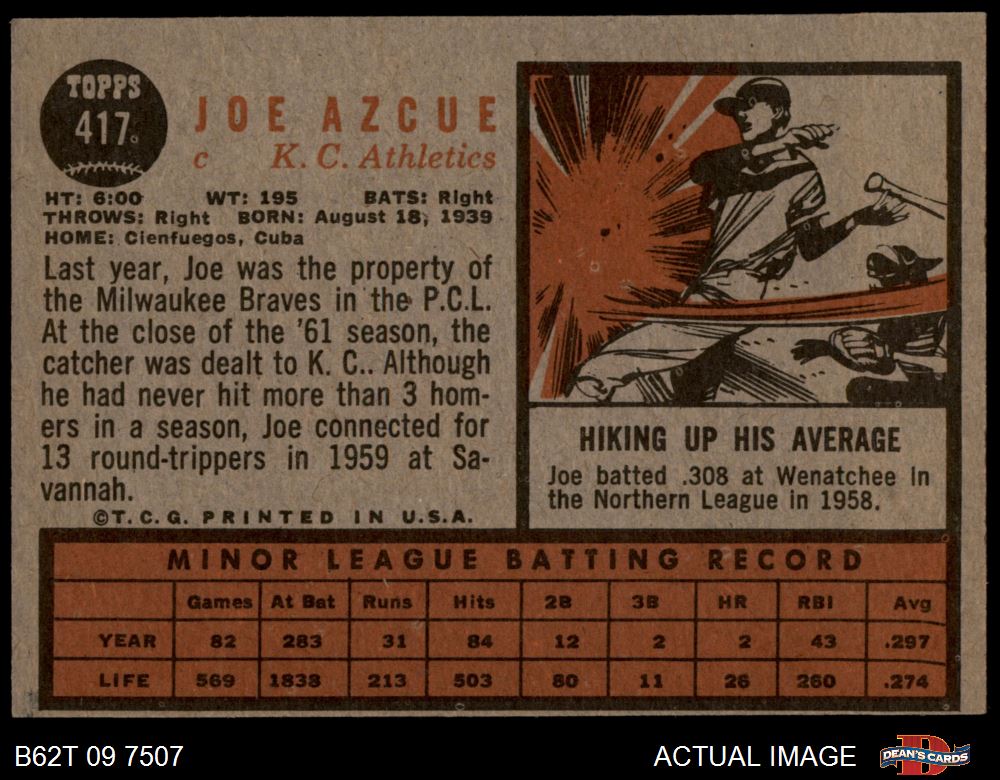 TOPPS
417
JOE AZCUE
c K. C. Athletics
HT: 6:00 WT: 195 BATS: Right
THROWS: Right BORN: August 18, 1939
HOME: Cienfuegos, Cuba
Last year, Joe was the property of
the Milwaukee Braves in the P.C.L.
At the close of the '61 season, the
catcher was dealt to K. C.. Although
he had never hit more than 3 hom-
ers in a season, Joe connected for
13 round-trippers in 1959 at Sa-
vannah.
©T. C. G. PRINTED IN U.S.A.
HIKING UP HIS AVERAGE
Joe batted .308 at Wenatchee in
the Northern League in 1958.
MINOR LEAGUE BATTING RECORD
Games At Bat Runs Hits 2B 3B HR RBI Avg
YEAR 82 283 31 84 12 2 2 43 .297
LIFE 569 1838 213 503 80 11 26 260 .274
B62T 09 7507 ACTUAL IMAGE DEAN'S CARDS